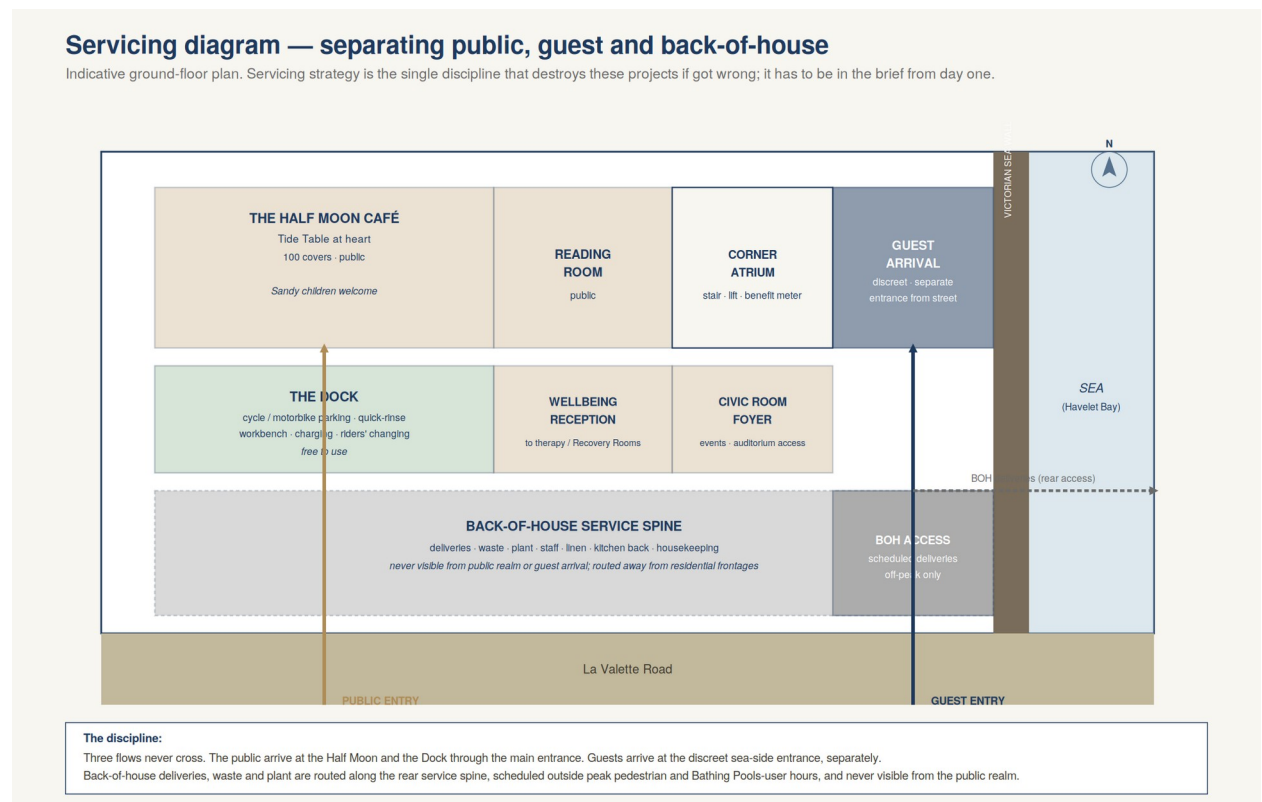 Servicing diagram — separating public, guest and back-of-house
Indicative ground-floor plan. Servicing strategy is the single discipline that destroys these projects if got wrong; it has to be in the brief from day one.
N
VICTORIAN
THE HALF MOON CAFÉ
Tide Table at heart
100 covers · public
Sandy children welcome
READING
ROOM
public
CORNER
ATRIUM
stair · lift · benefit meter
GUEST
ARRIVAL
discreet · separate
entrance from street
THE DOCK
cycle / motorbike parking · quick-rinse
workbench · charging · riders' changing
free to use
WELLBEING
RECEPTION
to therapy / Recovery Rooms
CIVIC ROOM
FOYER
events · auditorium access
SEA
(Havelet Bay)
BOH (rear access)
BACK-OF-HOUSE SERVICE SPINE
deliveries · waste · plant · staff · linen · kitchen back · housekeeping
never visible from public realm or guest arrival; routed away from residential frontages
BOH ACCESS
scheduled deliveries
off-peak only
La Valette Road
PUBLIC ENTRY
GUEST ENTRY
The discipline:
Three flows never cross. The public arrive at the Half Moon and the Dock through the main entrance. Guests arrive at the discreet sea-side entrance, separately.
Back-of-house deliveries, waste and plant are routed along the rear service spine, scheduled outside peak pedestrian and Bathing Pools-user hours, and never visible from the public realm.